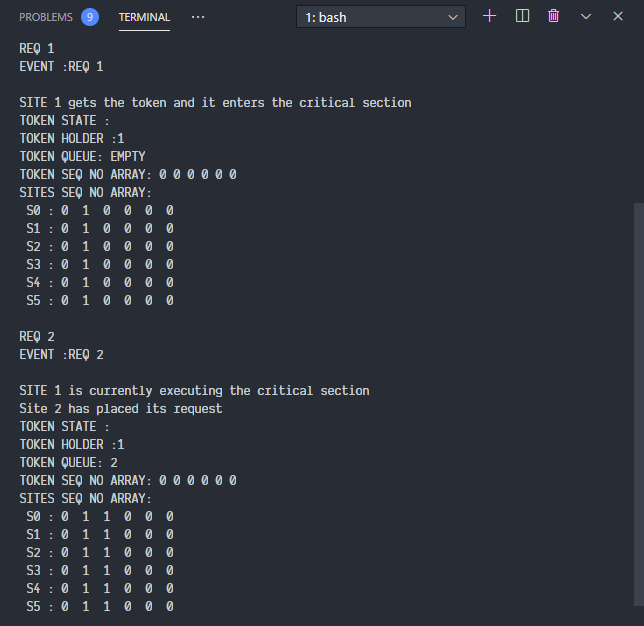 PROBLEMS 9 TERMINAL ··· 1: bash
REQ 1
EVENT :REQ 1
SITE 1 gets the token and it enters the critical section
TOKEN STATE :
TOKEN HOLDER :1
TOKEN QUEUE: EMPTY
TOKEN SEQ NO ARRAY: 0 0 0 0 0 0
SITES SEQ NO ARRAY:
S0 : 0 1 0 0 0 0
S1 : 0 1 0 0 0 0
S2 : 0 1 0 0 0 0
S3 : 0 1 0 0 0 0
S4 : 0 1 0 0 0 0
S5 : 0 1 0 0 0 0
REQ 2
EVENT :REQ 2
SITE 1 is currently executing the critical section
Site 2 has placed its request
TOKEN STATE :
TOKEN HOLDER :1
TOKEN QUEUE: 2
TOKEN SEQ NO ARRAY: 0 0 0 0 0 0
SITES SEQ NO ARRAY:
S0 : 0 1 1 0 0 0
S1 : 0 1 1 0 0 0
S2 : 0 1 1 0 0 0
S3 : 0 1 1 0 0 0
S4 : 0 1 1 0 0 0
S5 : 0 1 1 0 0 0